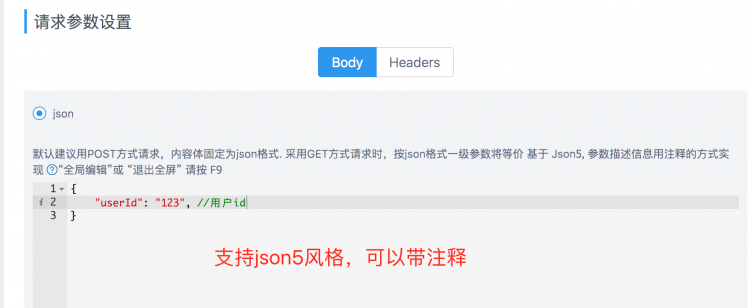 请求参数设置
Body Headers
json
默认建议用POST方式请求，内容体固定为json格式. 采用GET方式请求时，按json格式一级参数将等价 基于 Json5, 参数描述信息用注释的方式实
现 ?“全局编辑”或 “退出全屏” 请按 F9
1 {
i 2 "userId": "123", //用户id
3 }
支持json5风格，可以带注释